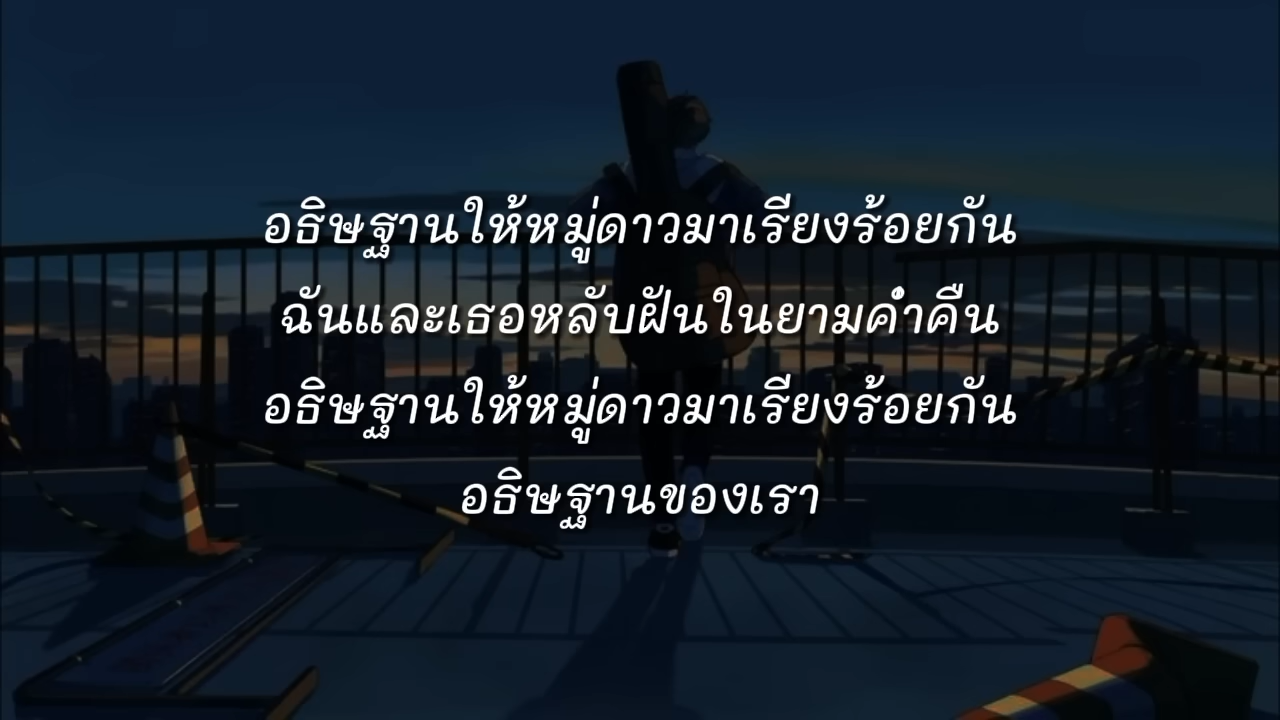 อธิษฐานให้หมู่ดาวมาเรียงร้อยกัน
ฉันและเธอหลับฝันในยามค่ำคืน
อธิษฐานให้หมู่ดาวมาเรียงร้อยกัน
อธิษฐานของเรา